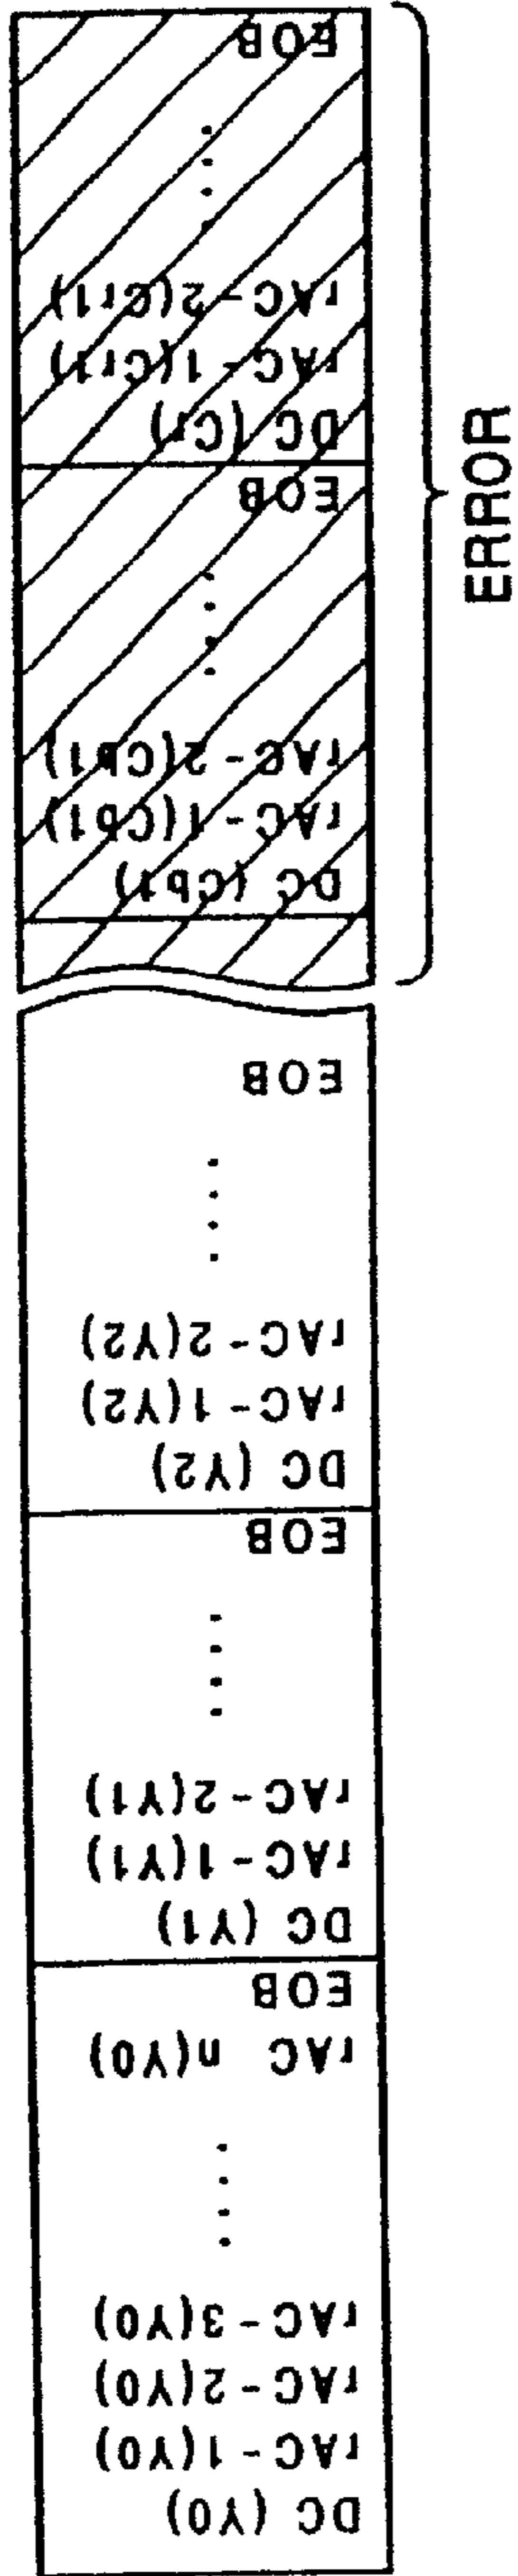 DC (Y0)
rAC-1(Y0)
rAC-2(Y0)
rAC-3(Y0)
....
rAC n(Y0)
EOB
DC (Y1)
rAC-1(Y1)
rAC-2(Y1)
....
EOB
DC (Y2)
rAC-1(Y2)
rAC-2(Y2)
....
EOB
DC (Cb1)
rAC-1(Cb1)
rAC-2(Cb1)
....
EOB
DC (Cr)
rAC-1(Cr1)
rAC-2(Cr1)
....
EOB
ERROR